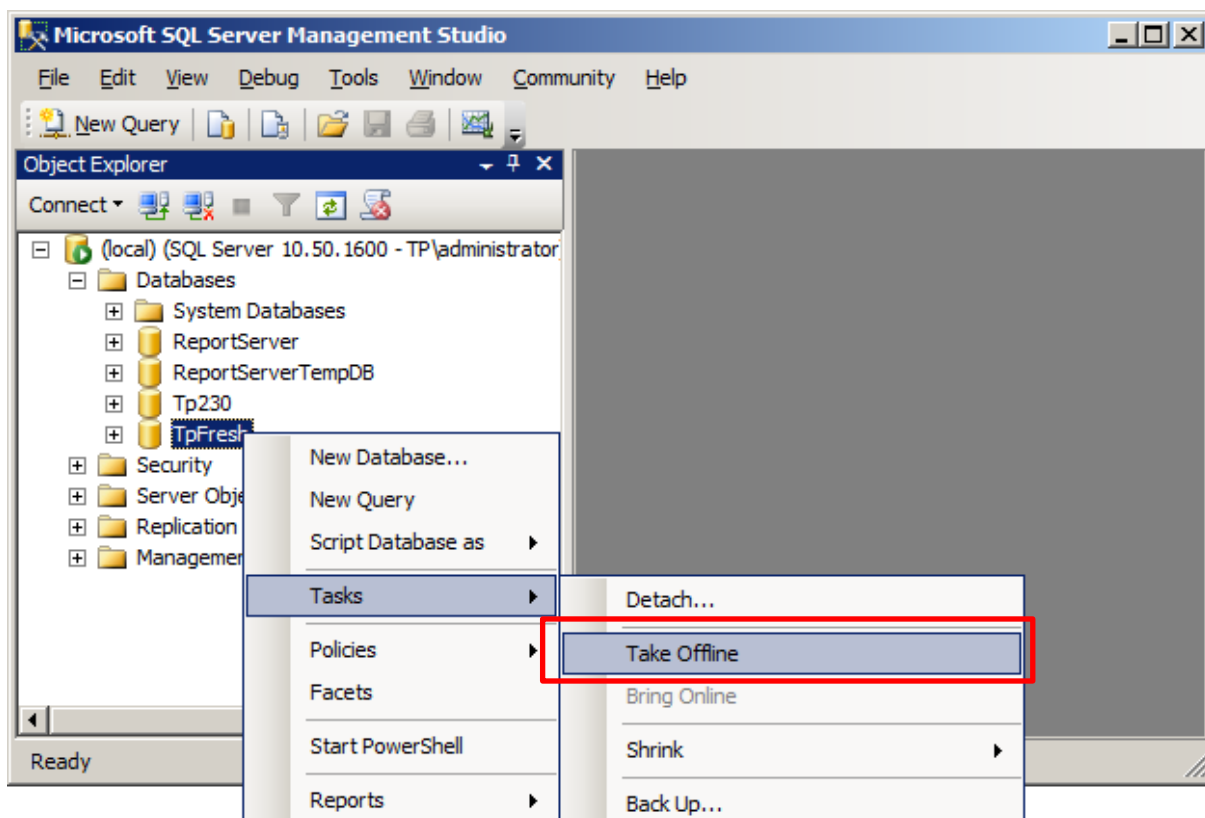 Microsoft SQL Server Management Studio
File Edit View Debug Tools Window Community Help
New Query
Object Explorer
Connect
(local) (SQL Server 10.50.1600 - TP\administrator
Databases
System Databases
ReportServer
ReportServerTempDB
Tp230
TpFresh
Security
Server Obje
Replication
Managemen
New Database...
New Query
Script Database as
Tasks
Policies
Facets
Start PowerShell
Reports
Detach...
Take Offline
Bring Online
Shrink
Back Up...
Ready